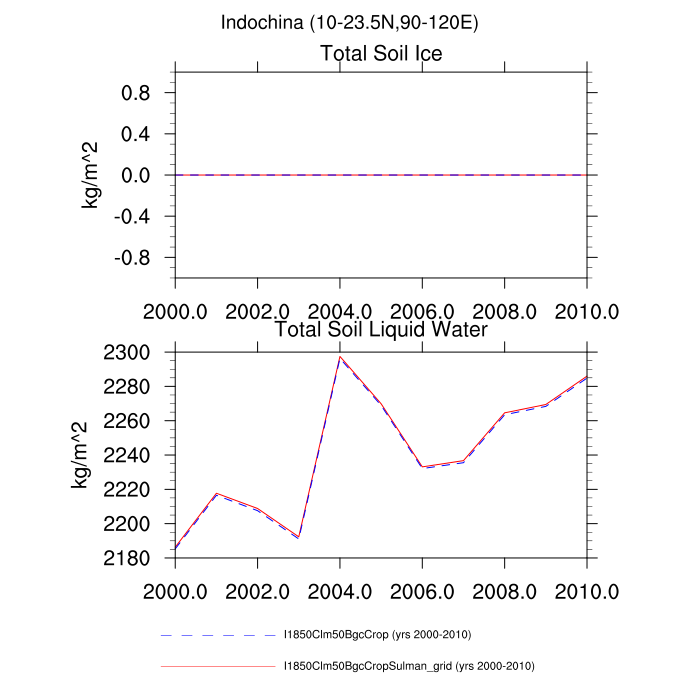 Indochina (10-23.5N,90-120E)
Total Soil Ice
0.8
0.4
0.0
-0.4
-0.8
kg/m^2
2000.0 2002.0 2004.0 2006.0 2008.0 2010.0
Total Soil Liquid Water
2300
2280
2260
2240
2220
2200
2180
kg/m^2
2000.0 2002.0 2004.0 2006.0 2008.0 2010.0
I1850Clm50BgcCrop (yrs 2000-2010)
I1850Clm50BgcCropSulman_grid (yrs 2000-2010)